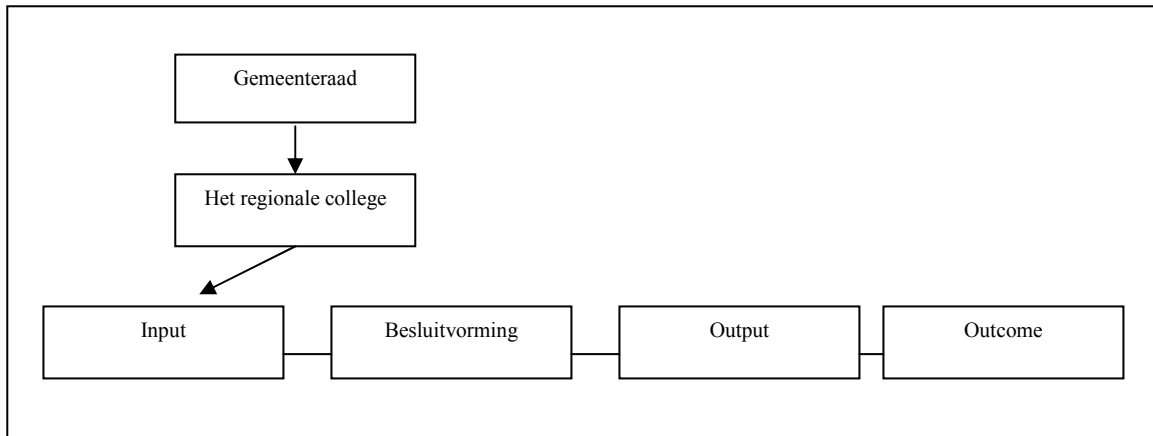 Gemeenteraad
Het regionale college
Input
Besluitvorming
Output
Outcome